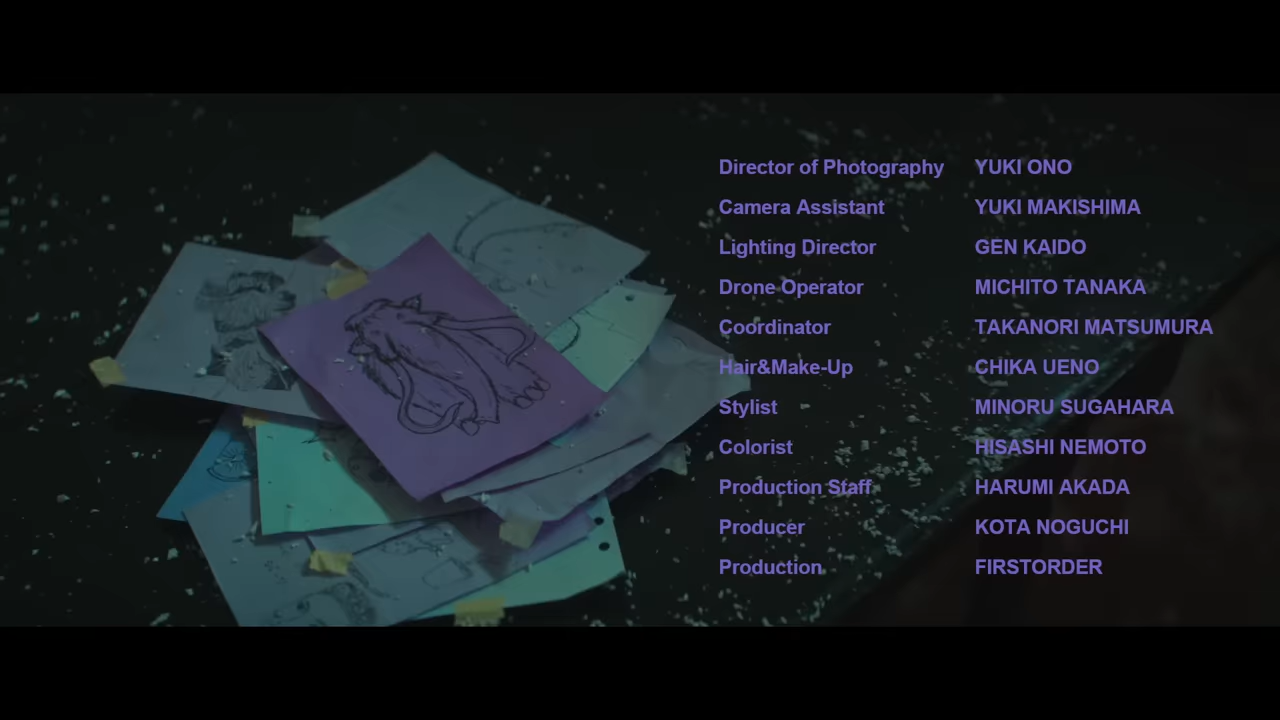 Director of Photography YUKI ONO
Camera Assistant YUKI MAKISHIMA
Lighting Director GEN KAIDO
Drone Operator MICHITO TANAKA
Coordinator TAKANORI MATSUMURA
Hair&Make-Up CHIKA UENO
Stylist MINORU SUGAHARA
Colorist HISASHI NEMOTO
Production Staff HARUMI AKADA
Producer KOTA NOGUCHI
Production FIRSTORDER